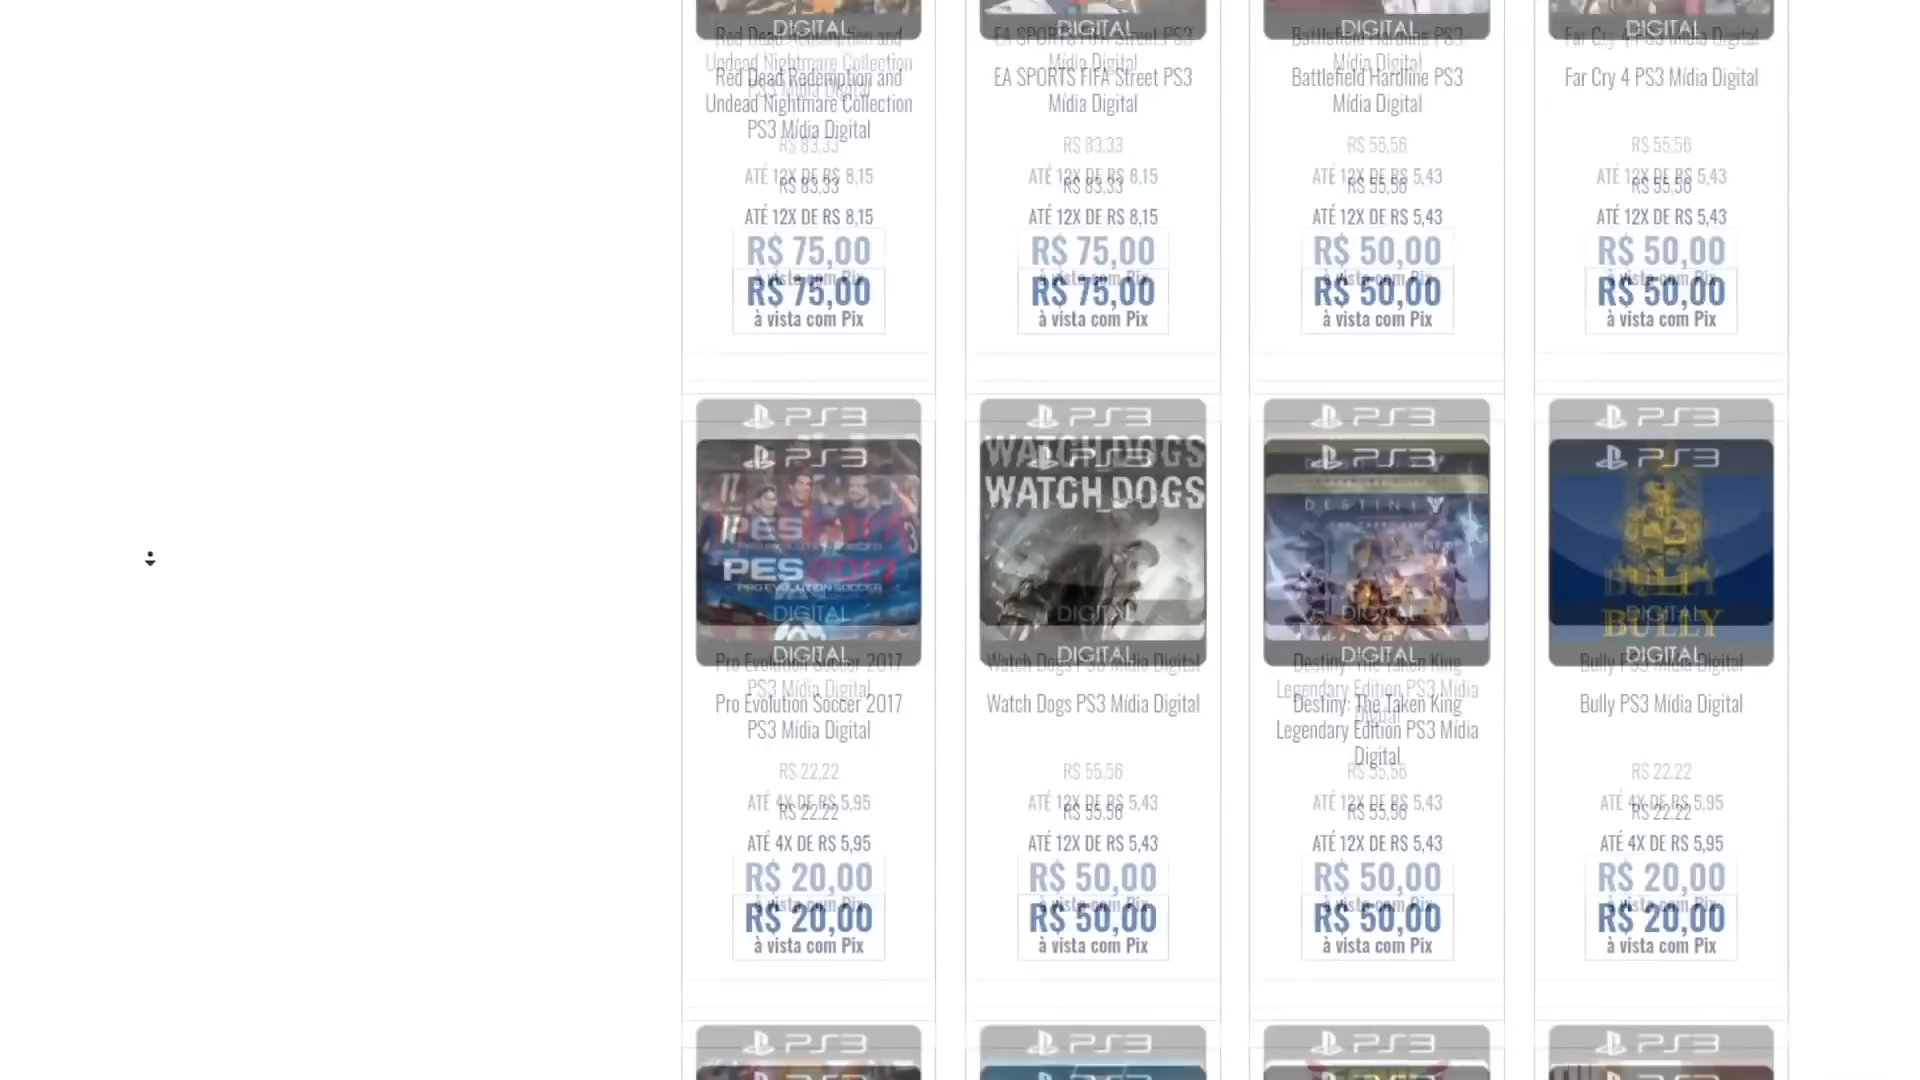 DIGITAL
DIGITAL
DIGITAL
DIGITAL
Red Dead Redemption and
Undead Nightmare Collection
PS3 Mídia Digital
EA SPORTS FIFA Street PS3
Mídia Digital
Battlefield Hardline PS3
Mídia Digital
Far Cry 4 PS3 Mídia Digital
R$ 83,33
ATÉ 12X DE R$ 8,15
R$ 75,00
à vista com Pix
R$ 83,33
ATÉ 12X DE R$ 8,15
R$ 75,00
à vista com Pix
R$ 55,56
ATÉ 12X DE R$ 5,43
R$ 50,00
à vista com Pix
R$ 55,56
ATÉ 12X DE R$ 5,43
R$ 50,00
à vista com Pix
PS3
PES 2017
PRO EVOLUTION SOCCER
DIGITAL
PS3
WATCH_DOGS
DIGITAL
PS3
DESTINY
DIGITAL
PS3
BULLY
DIGITAL
Pro Evolution Soccer 2017
PS3 Mídia Digital
Watch Dogs PS3 Mídia Digital
Destiny: The Taken King
Legendary Edition PS3 Mídia
Digital
Bully PS3 Mídia Digital
R$ 22,22
ATÉ 4X DE R$ 5,95
R$ 20,00
à vista com Pix
R$ 55,56
ATÉ 12X DE R$ 5,43
R$ 50,00
à vista com Pix
R$ 55,56
ATÉ 12X DE R$ 5,43
R$ 50,00
à vista com Pix
R$ 22,22
ATÉ 4X DE R$ 5,95
R$ 20,00
à vista com Pix
PS3
PS3
PS3
PS3